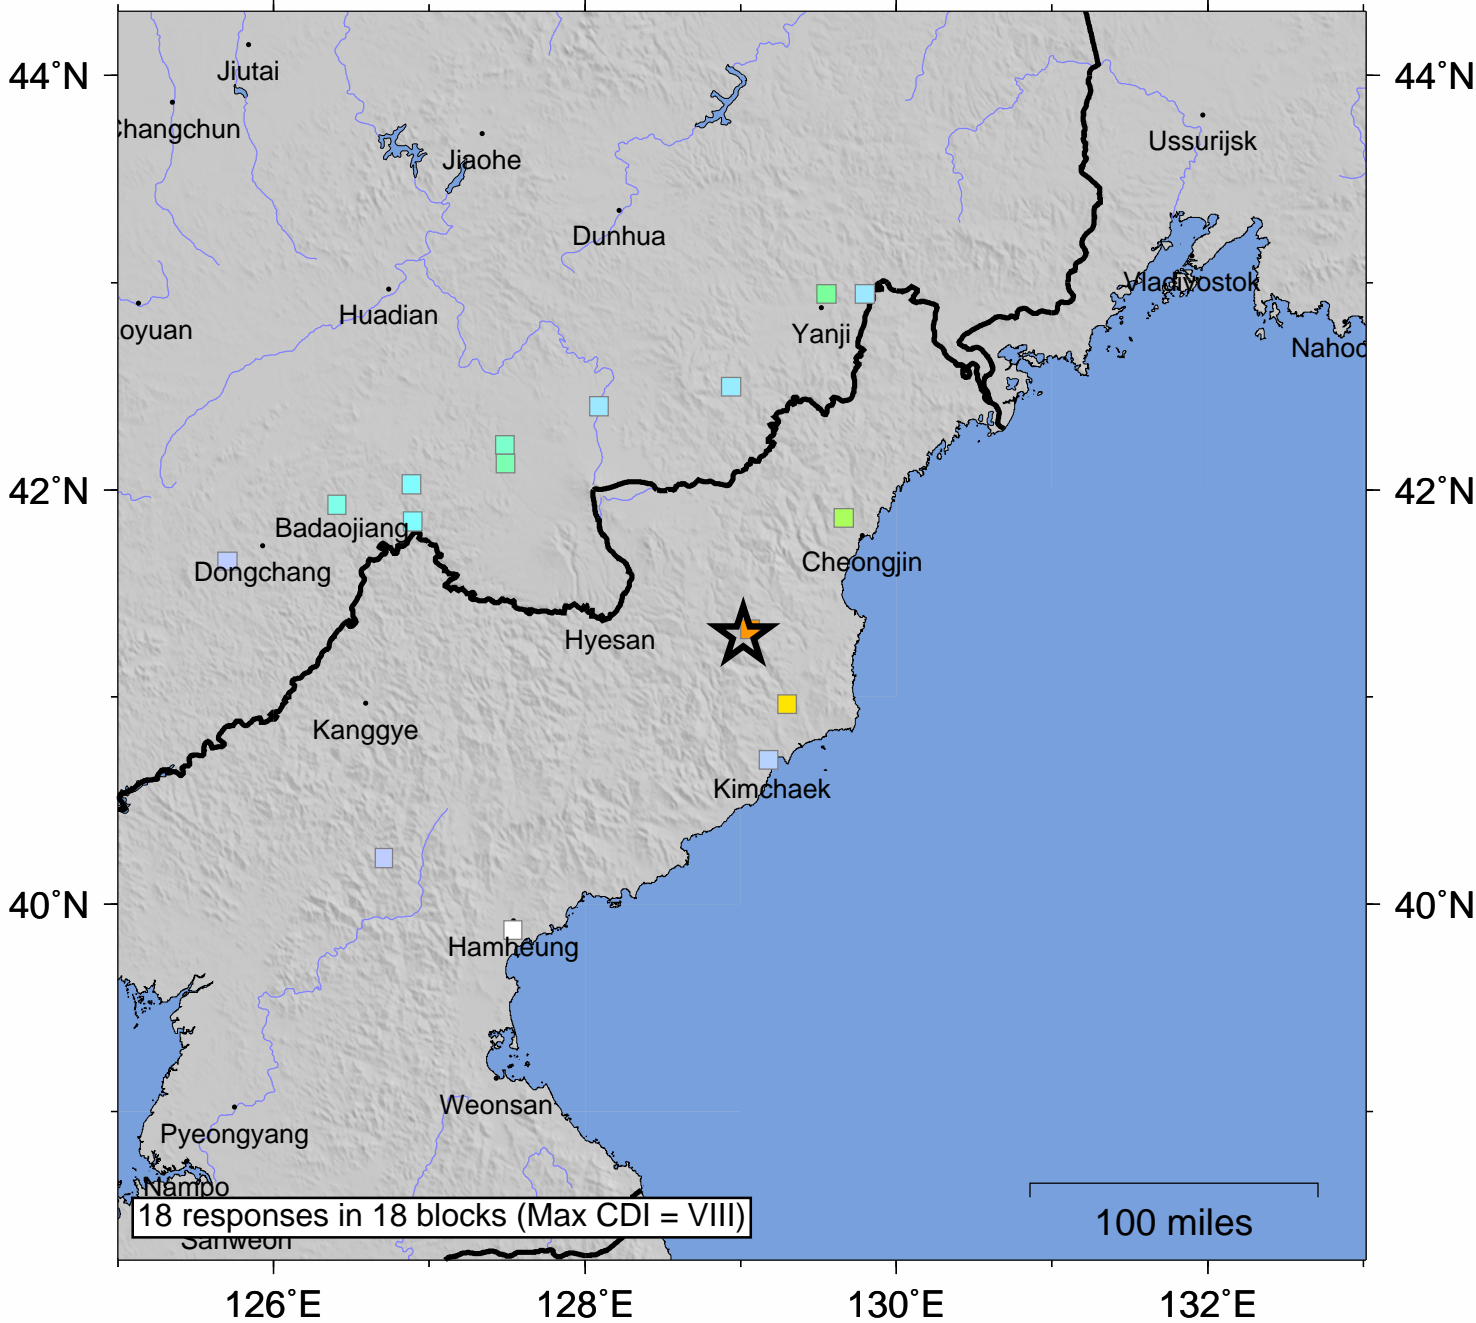 44°N
44°N
Jiutai
Changchun
Ussurijsk
Jiaohe
Dunhua
Vladivostok
Huadian
oyuan
Yanji
Nahod
42°N
42°N
Badaojiang
Cheongjin
Dongchang
Hyesan
Kanggye
Kimchaek
40°N
40°N
Hamheung
Weonsan
Pyeongyang
Nampo
18 responses in 18 blocks (Max CDI = VIII)
100 miles
Sariweon
126°E
128°E
130°E
132°E